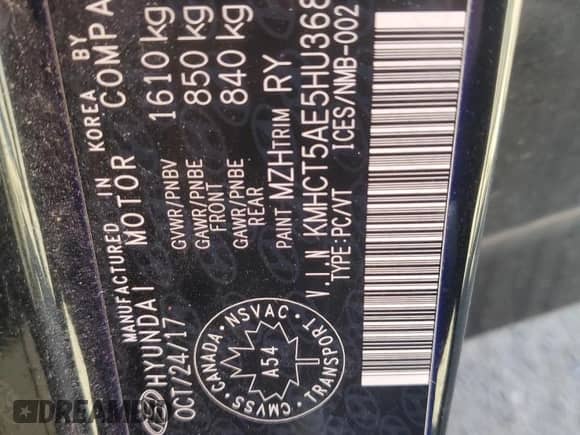 MANUFACTURED IN KOREA BY
HYUNDAI MOTOR COMPA
OCT/24/17
GVWR/PNBV 1610 kg
GAWR/PNBE FRONT 850 kg
GAWR/PNBE REAR 840 kg
PAINT MZH TRIM RY
V.I.N KMHCT5AE5HU368
TYPE:PC/VT ICES/NMB-002
CANADA · NSVAC · TRANSPORT · CMVSS ·
A54
DREAM